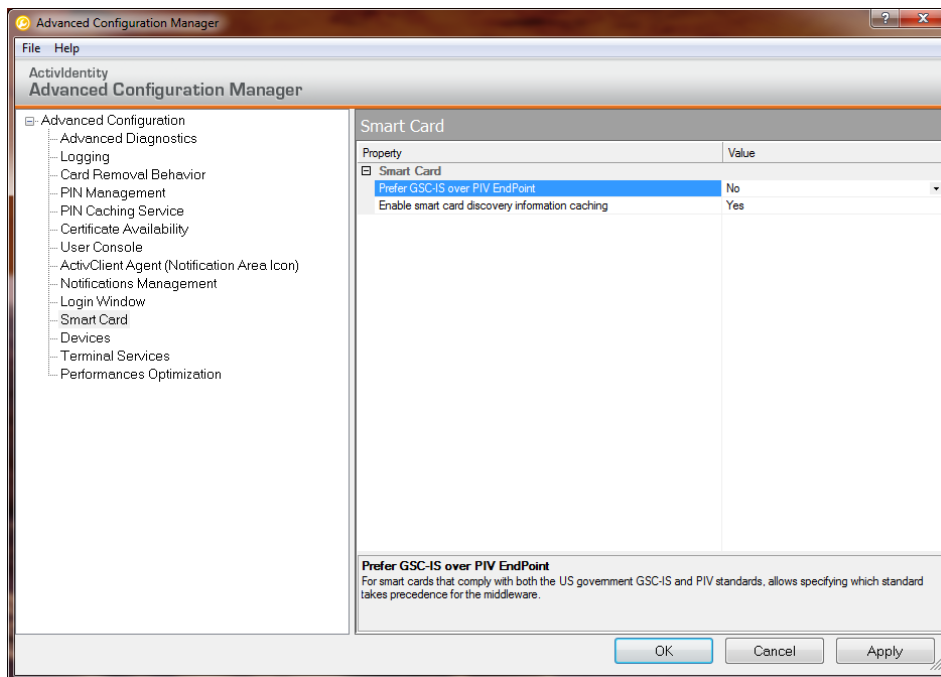 Advanced Configuration Manager
File Help
ActivIdentity
Advanced Configuration Manager
Advanced Configuration
Advanced Diagnostics
Logging
Card Removal Behavior
PIN Management
PIN Caching Service
Certificate Availability
User Console
ActivClient Agent (Notification Area Icon)
Notifications Management
Login Window
Smart Card
Devices
Terminal Services
Performances Optimization
Smart Card
Property Value
Smart Card
Prefer GSC-IS over PIV EndPoint No
Enable smart card discovery information caching Yes
Prefer GSC-IS over PIV EndPoint
For smart cards that comply with both the US government GSC-IS and PIV standards, allows specifying which standard
takes precedence for the middleware.
OK Cancel Apply